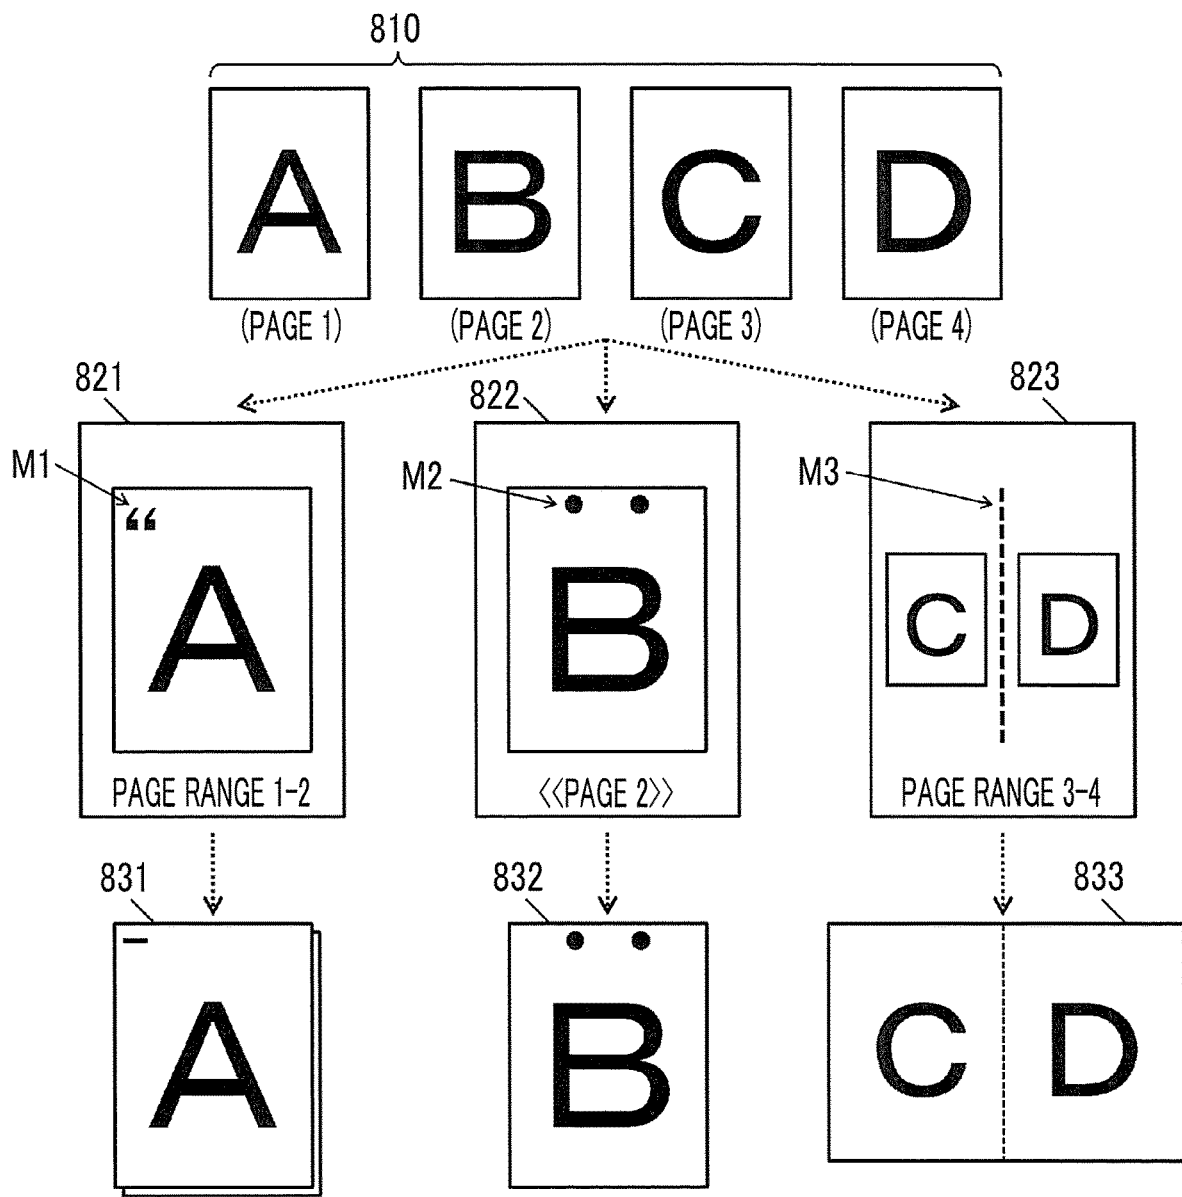 810
A B C D
(PAGE 1) (PAGE 2) (PAGE 3) (PAGE 4)
821 822 823
M1 M2 M3
“
A B C D
PAGE RANGE 1-2 <<PAGE 2>> PAGE RANGE 3-4
831 832 833
A B C D